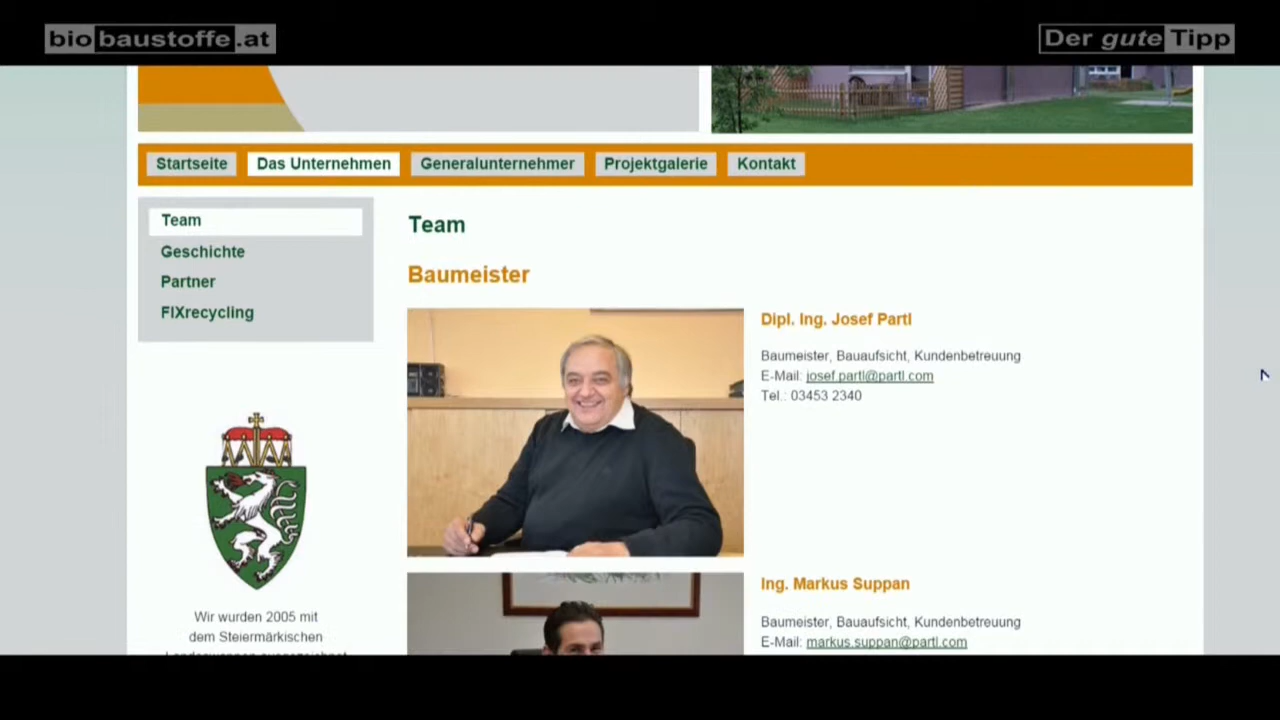 biobaustoffe.at
Der gute Tipp
Startseite
Das Unternehmen
Generalunternehmer
Projektgalerie
Kontakt
Team
Geschichte
Partner
FIXrecycling
Wir wurden 2005 mit
dem Steiermärkischen
Landeswappen ausgezeichnet
Team
Baumeister
Dipl. Ing. Josef Partl
Baumeister, Bauaufsicht, Kundenbetreuung
E-Mail: josef.partl@partl.com
Tel.: 03453 2340
Ing. Markus Suppan
Baumeister, Bauaufsicht, Kundenbetreuung
E-Mail: markus.suppan@partl.com